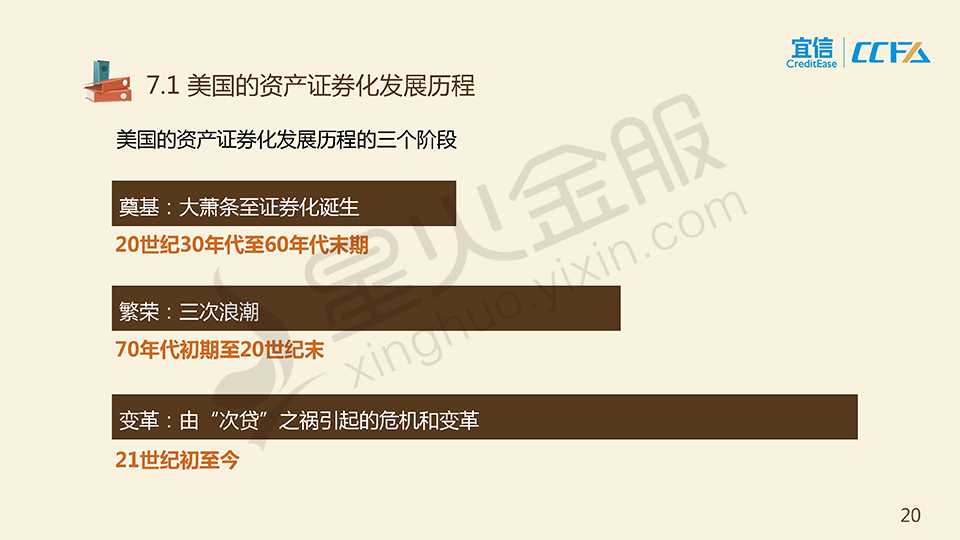 宜信
CreditEase
CCFA
7.1 美国的资产证券化发展历程
美国的资产证券化发展历程的三个阶段
奠基：大萧条至证券化诞生
20世纪30年代至60年代末期
繁荣：三次浪潮
70年代初期至20世纪末
变革：由“次贷”之祸引起的危机和变革
21世纪初至今
星火金服
xinghuo.yixin.com
20